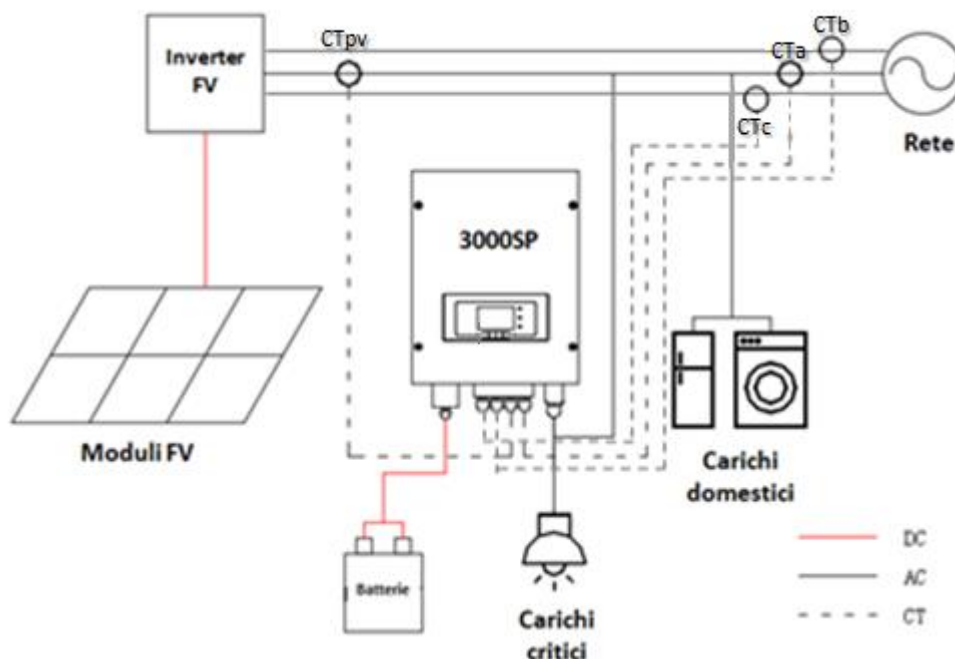 CTpv
CTb
CTa
Inverter
FV
CTc
Rete
3000SP
Moduli FV
Carichi
domestici
Batterie
Carichi
critici
DC
AC
CT